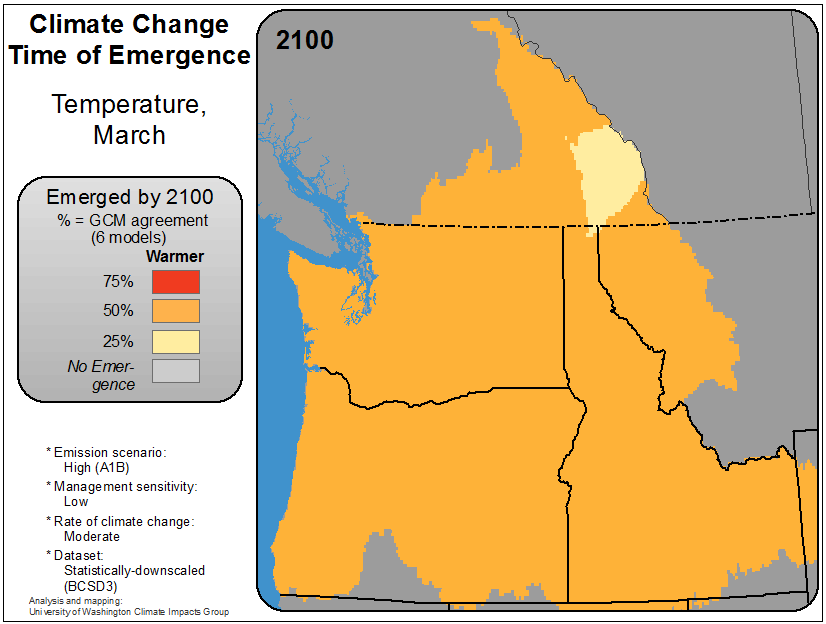 Climate Change
Time of Emergence
Temperature,
March
Emerged by 2100
% = GCM agreement
(6 models)
Warmer
75%
50%
25%
No Emer-
gence
* Emission scenario:
High (A1B)
* Management sensitivity:
Low
* Rate of climate change:
Moderate
* Dataset:
Statistically-downscaled
(BCSD3)
Analysis and mapping:
University of Washington Climate Impacts Group
2100